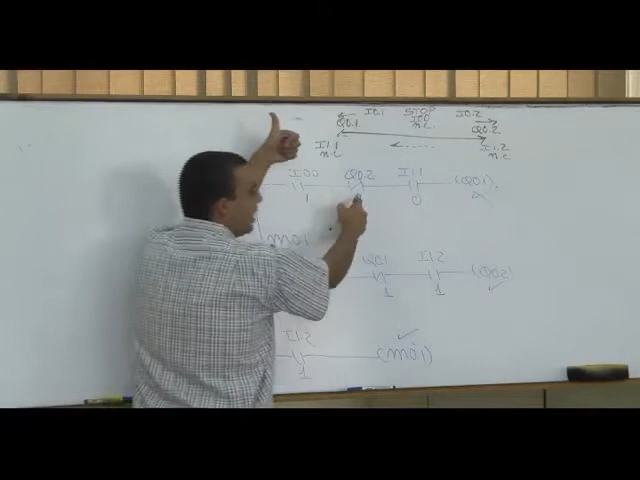 I0.1 STOP I0.2
Q0.1 I0.0 Q0.2
n.c
I1.1 I1.2
n.c n.c
I0.0 Q0.2 I1.1 (Q0.1)
1 0
m0.1
Q0.1 I1.2 (Q0.2)
1 1
I1.2 (m0.1)
1